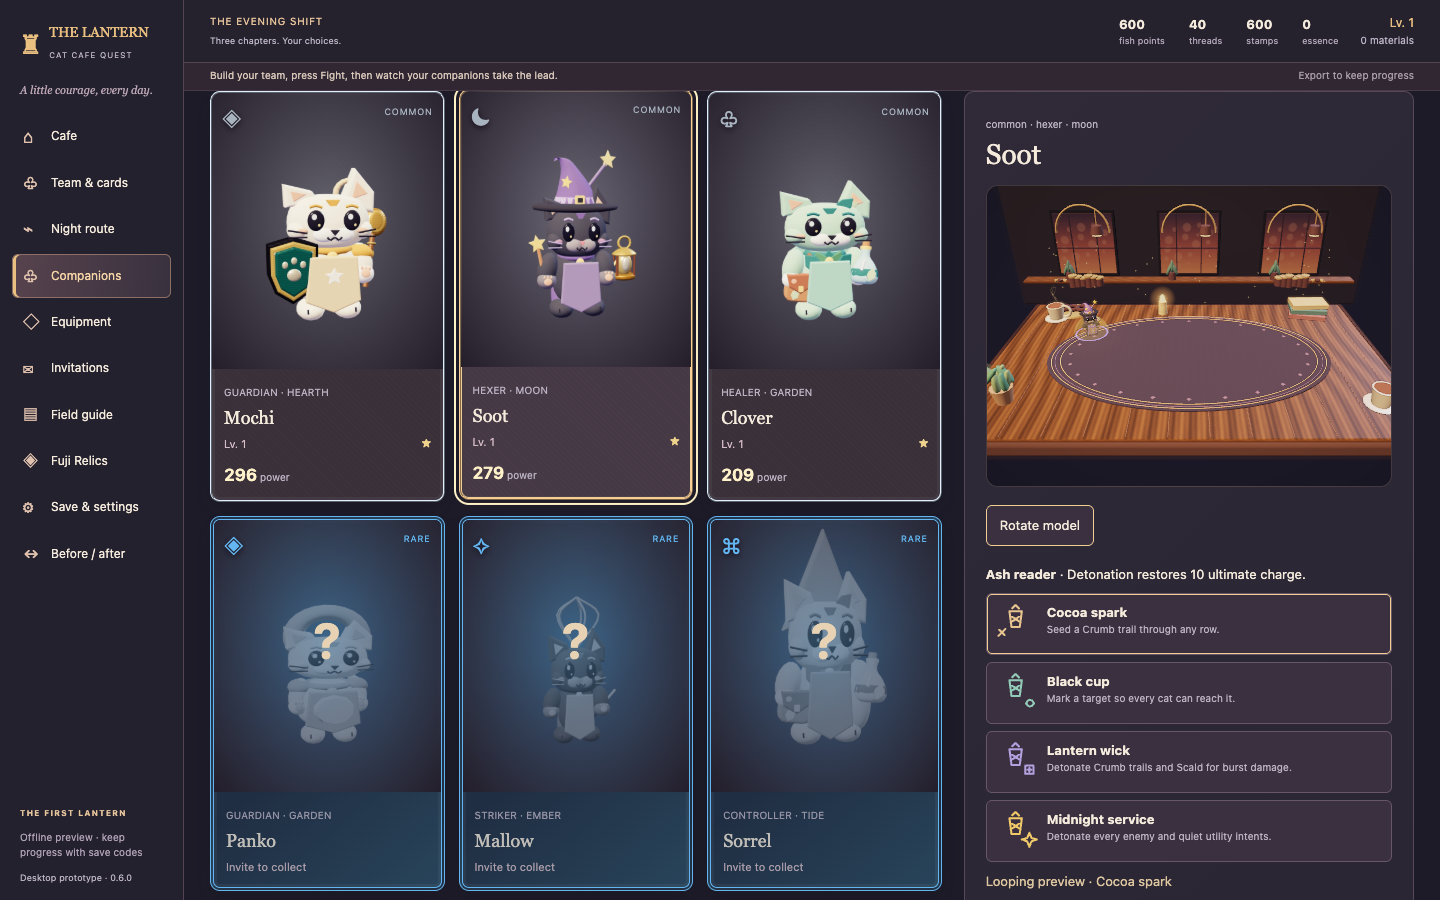 THE LANTERN
CAT CAFE QUEST
A little courage, every day.
Cafe
Team & cards
Night route
Companions
Equipment
Invitations
Field guide
Fuji Relics
Save & settings
Before / after
THE FIRST LANTERN
Offline preview · keep
progress with save codes
Desktop prototype · 0.6.0
THE EVENING SHIFT
Three chapters. Your choices.
600
fish points
40
threads
600
stamps
0
essence
Lv. 1
0 materials
Build your team, press Fight, then watch your companions take the lead.
Export to keep progress
COMMON
GUARDIAN · HEARTH
Mochi
Lv. 1
296 power
COMMON
HEXER · MOON
Soot
Lv. 1
279 power
COMMON
HEALER · GARDEN
Clover
Lv. 1
209 power
RARE
?
GUARDIAN · GARDEN
Panko
Invite to collect
RARE
?
STRIKER · EMBER
Mallow
Invite to collect
RARE
?
CONTROLLER · TIDE
Sorrel
Invite to collect
common · hexer · moon
Soot
Rotate model
Ash reader · Detonation restores 10 ultimate charge.
Cocoa spark
Seed a Crumb trail through any row.
Black cup
Mark a target so every cat can reach it.
Lantern wick
Detonate Crumb trails and Scald for burst damage.
Midnight service
Detonate every enemy and quiet utility intents.
Looping preview · Cocoa spark